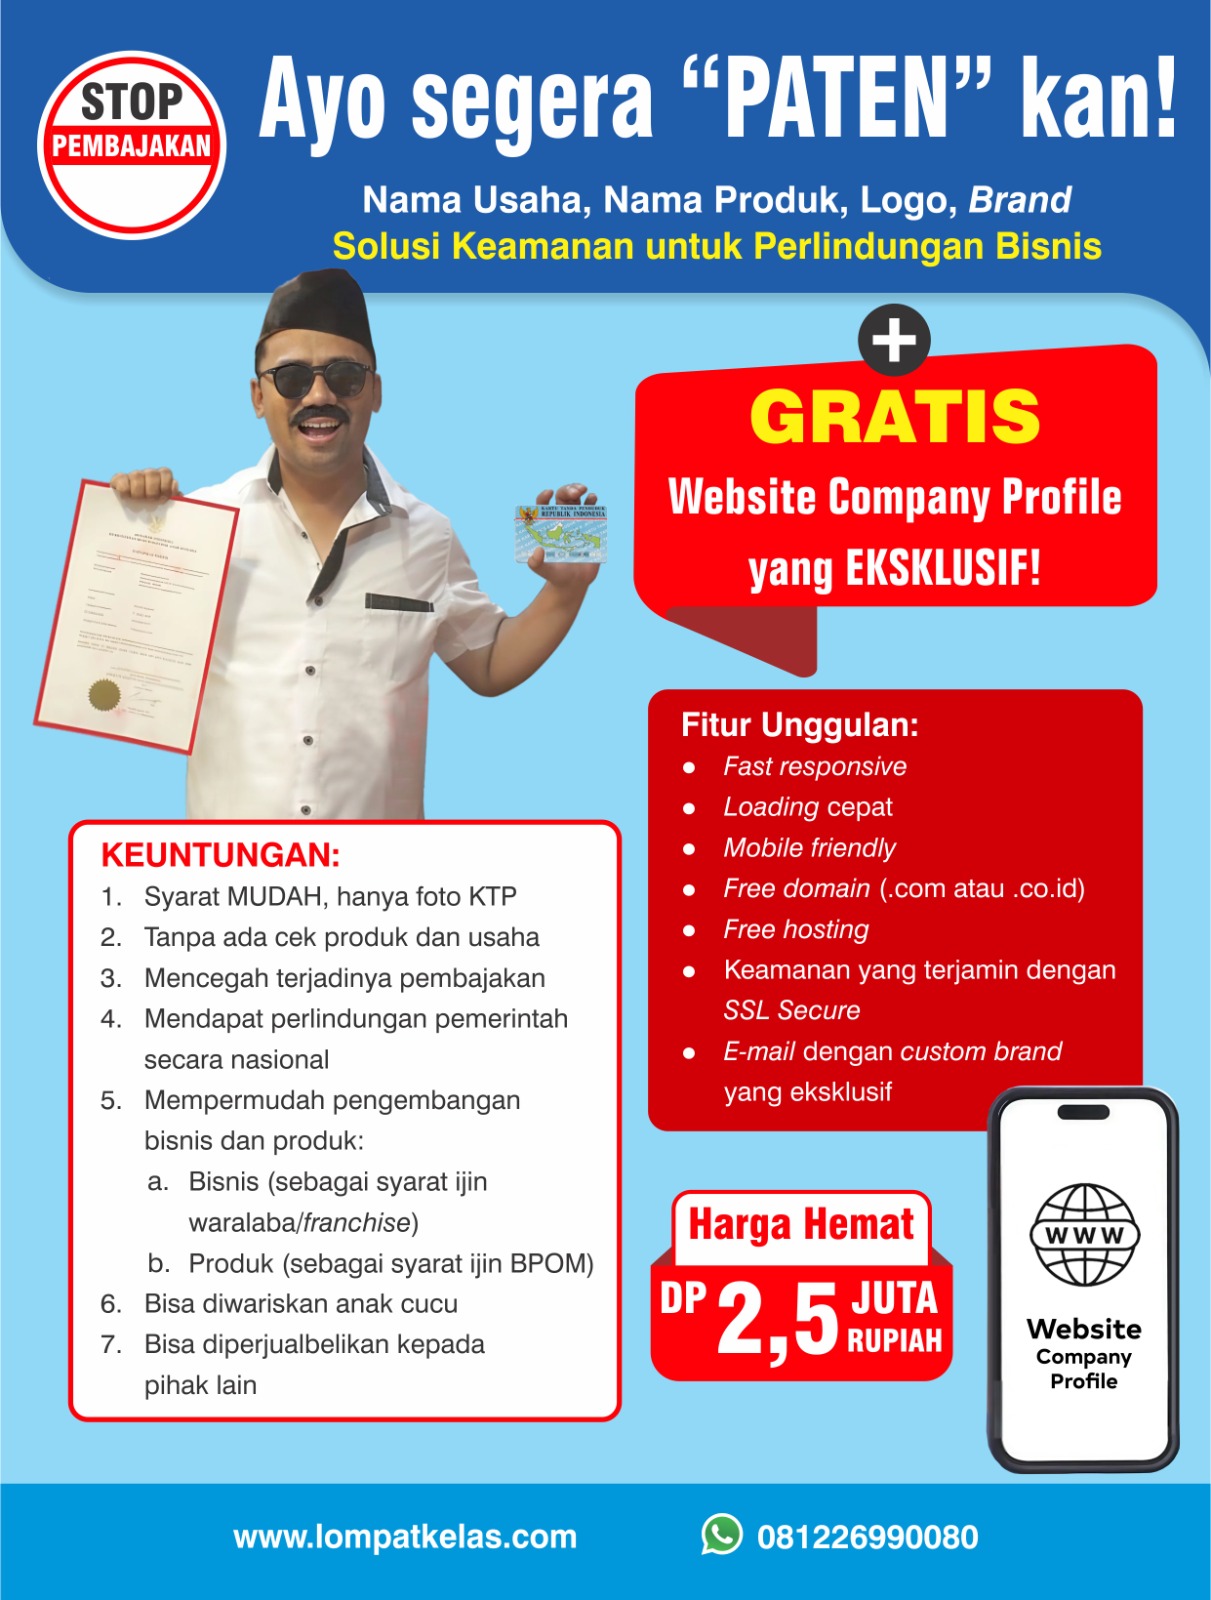 STOP
PEMBAJAKAN
Ayo segera “PATEN” kan!
Nama Usaha, Nama Produk, Logo, Brand
Solusi Keamanan untuk Perlindungan Bisnis
+
GRATIS
Website Company Profile
yang EKSKLUSIF!
KARTU TANDA PENDUDUK
REPUBLIK INDONESIA
Fitur Unggulan:
● Fast responsive
● Loading cepat
● Mobile friendly
● Free domain (.com atau .co.id)
● Free hosting
● Keamanan yang terjamin dengan
SSL Secure
● E-mail dengan custom brand
yang eksklusif
KEUNTUNGAN:
1. Syarat MUDAH, hanya foto KTP
2. Tanpa ada cek produk dan usaha
3. Mencegah terjadinya pembajakan
4. Mendapat perlindungan pemerintah
secara nasional
5. Mempermudah pengembangan
bisnis dan produk:
a. Bisnis (sebagai syarat ijin
waralaba/franchise)
b. Produk (sebagai syarat ijin BPOM)
6. Bisa diwariskan anak cucu
7. Bisa diperjualbelikan kepada
pihak lain
Harga Hemat
DP 2,5 JUTA
RUPIAH
WWW
Website
Company
Profile
www.lompatkelas.com
081226990080